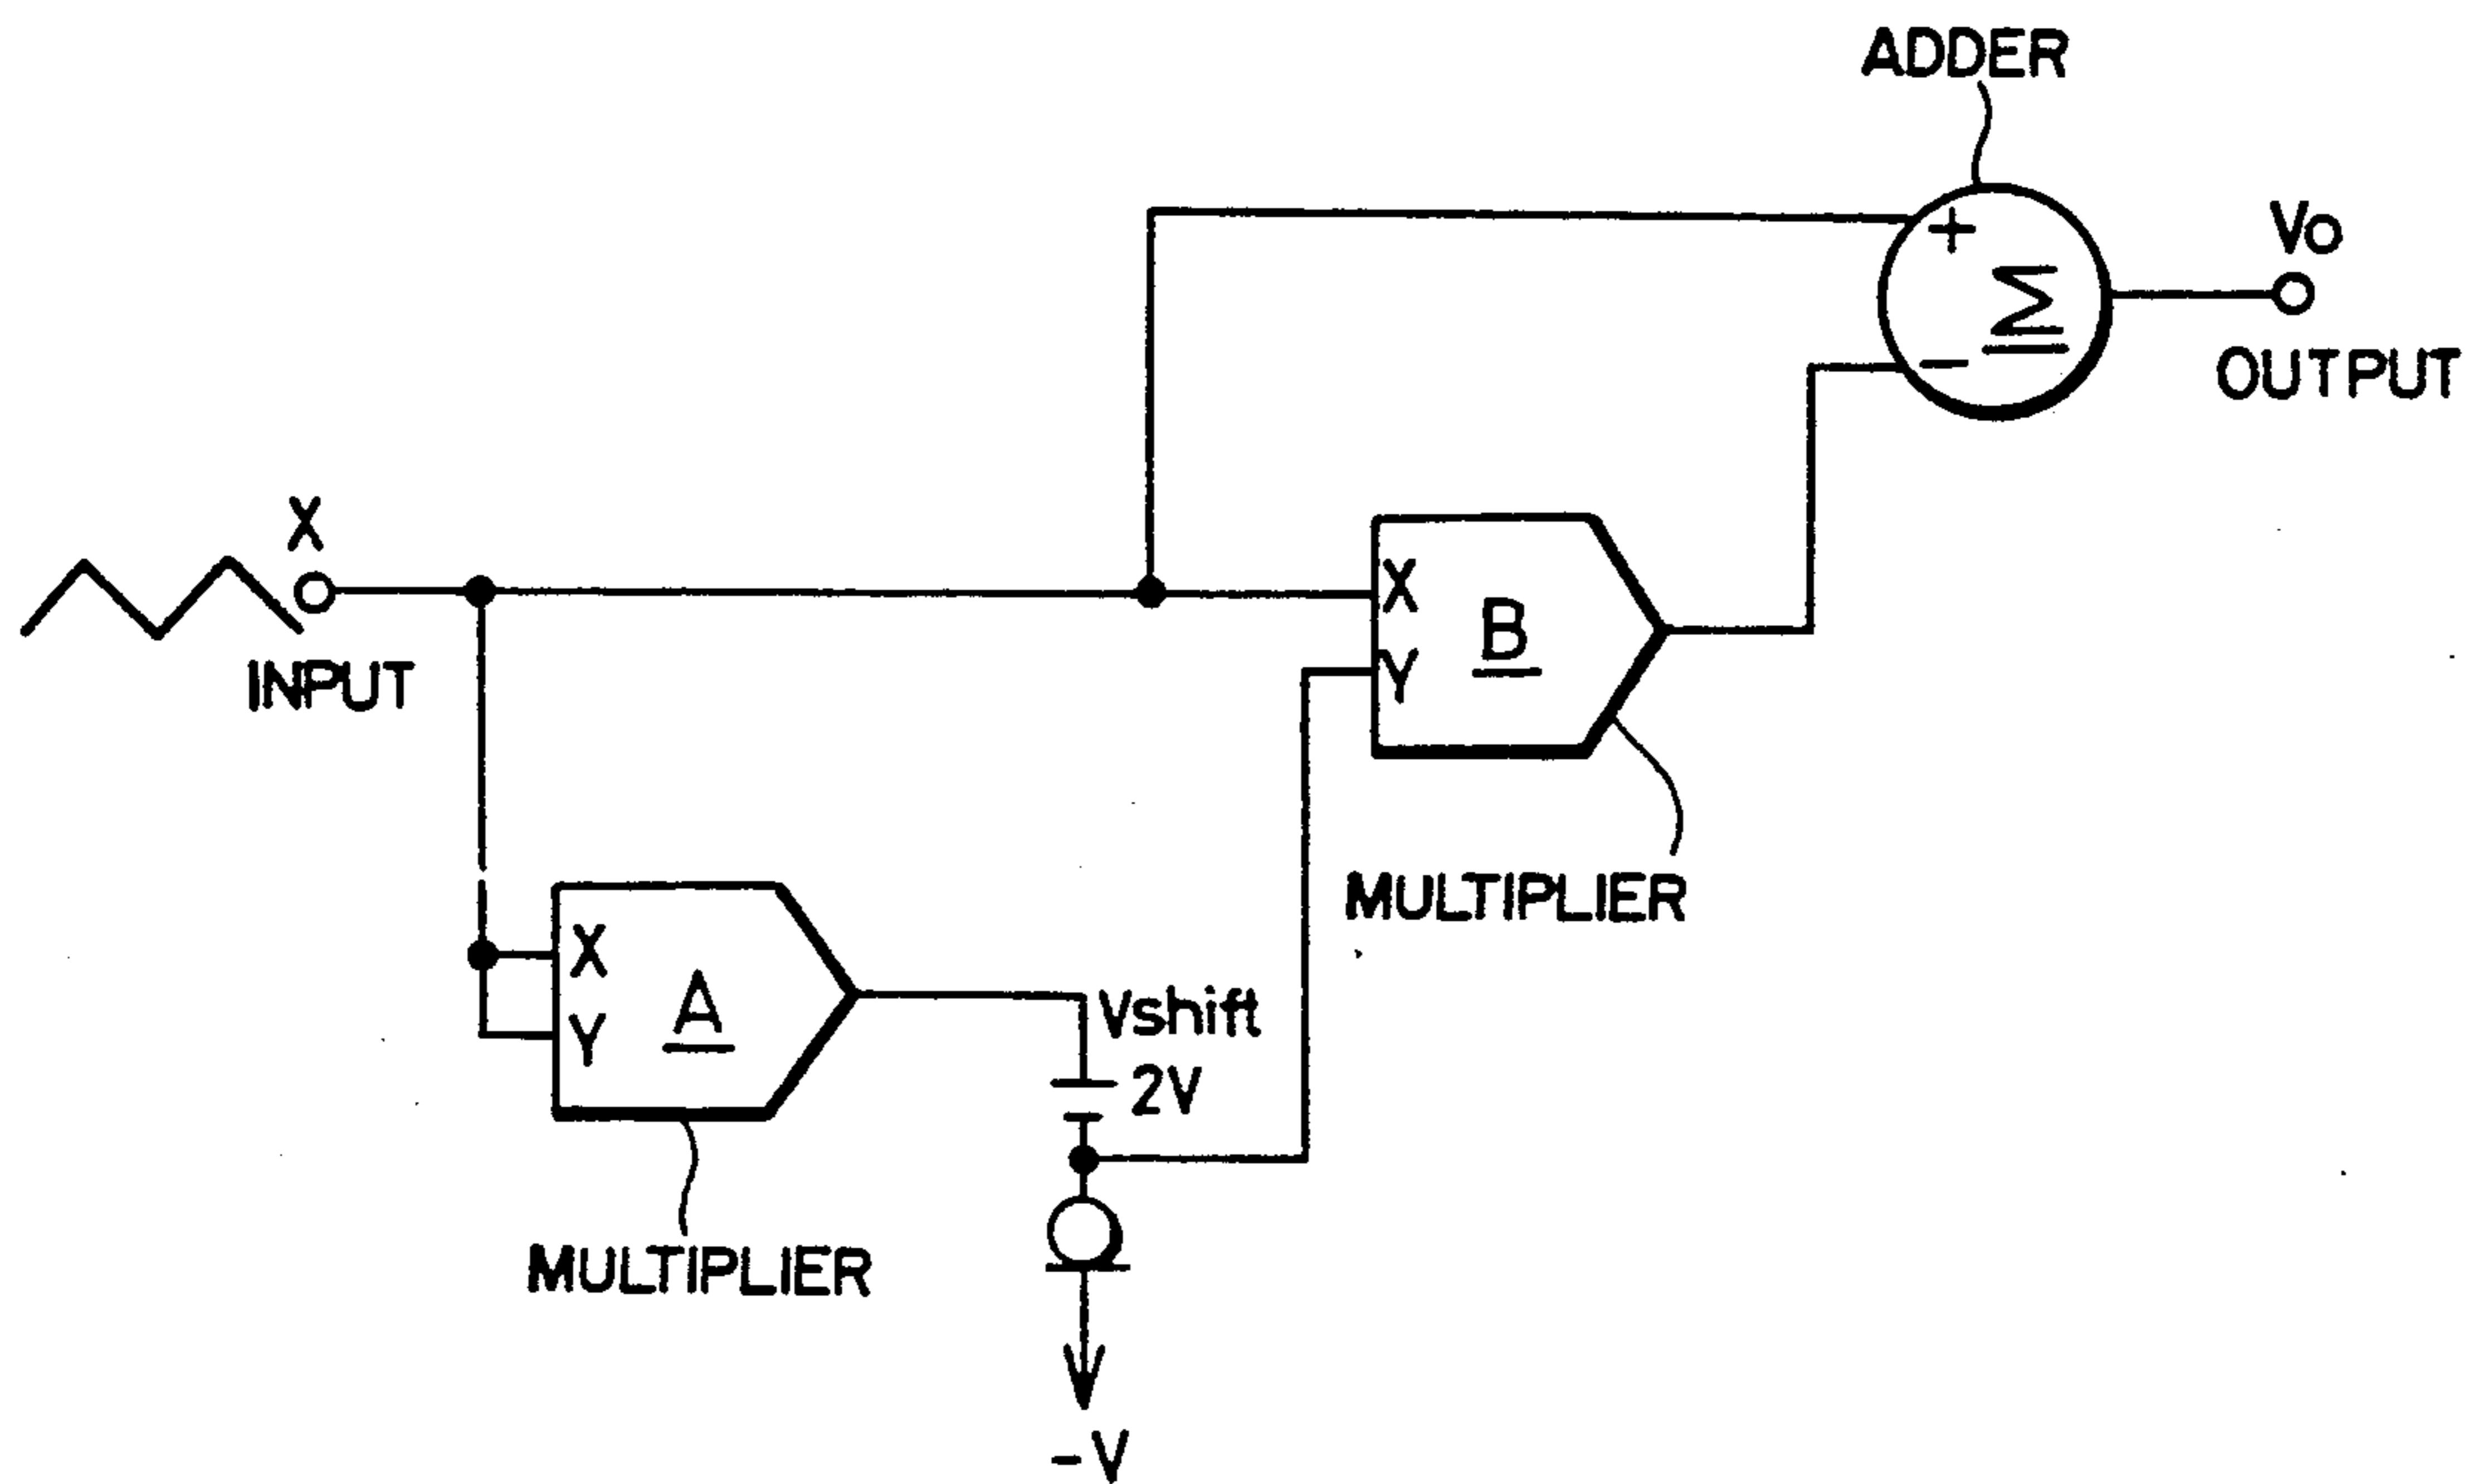 ADDER
+
Σ
−
Vo
OUTPUT
X
INPUT
X
B
Y
MULTIPLIER
X
A
Y
Vshift
2V
MULTIPLIER
-V